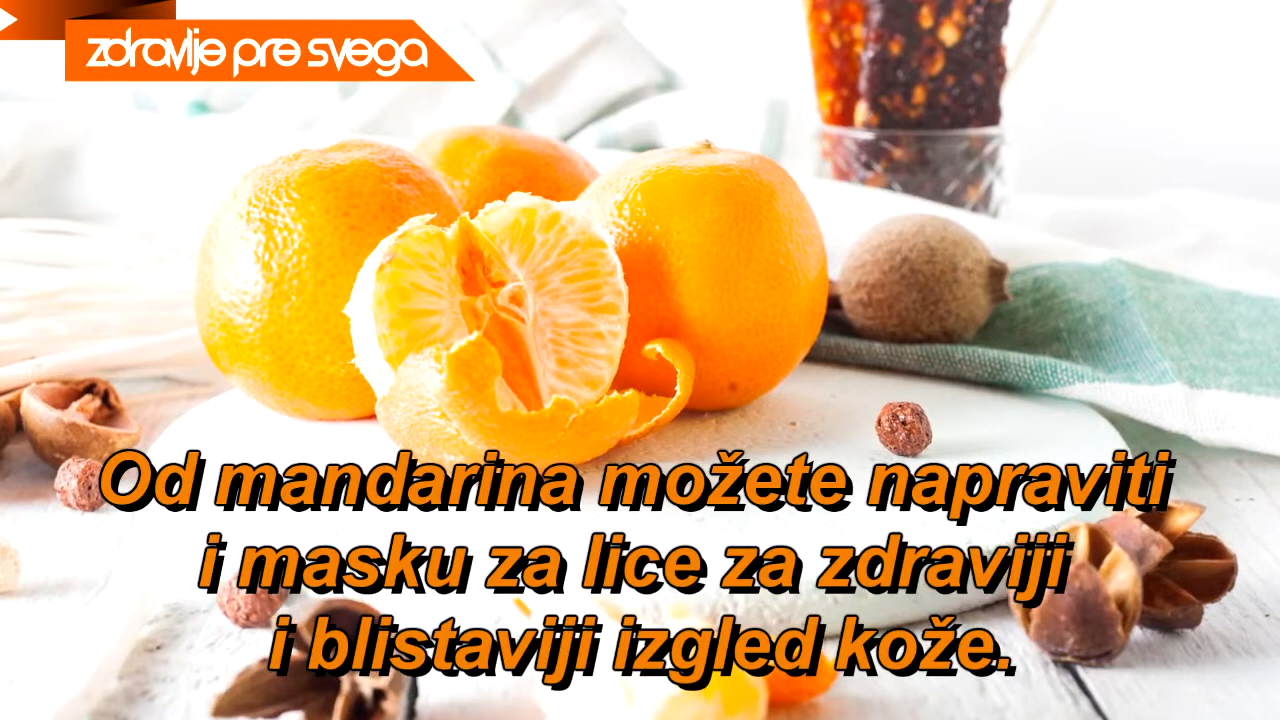 zdravlje pre svega
Od mandarina možete napraviti
i masku za lice za zdraviji
i blistaviji izgled kože.